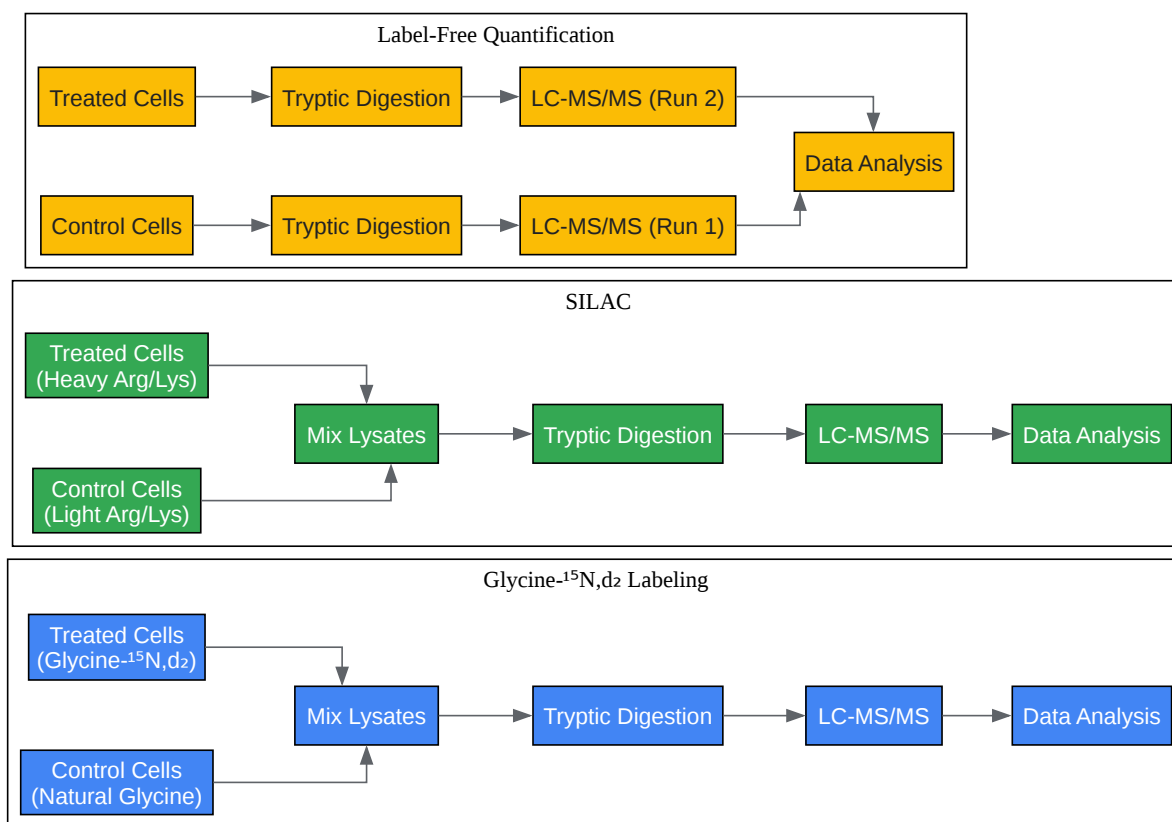 Label-Free Quantification
Treated Cells
Tryptic Digestion
LC-MS/MS (Run 2)
Data Analysis
Control Cells
Tryptic Digestion
LC-MS/MS (Run 1)
SILAC
Treated Cells
(Heavy Arg/Lys)
Mix Lysates
Tryptic Digestion
LC-MS/MS
Data Analysis
Control Cells
(Light Arg/Lys)
Glycine-¹⁵N,d₂ Labeling
Treated Cells
(Glycine-¹⁵N,d₂)
Mix Lysates
Tryptic Digestion
LC-MS/MS
Data Analysis
Control Cells
(Natural Glycine)